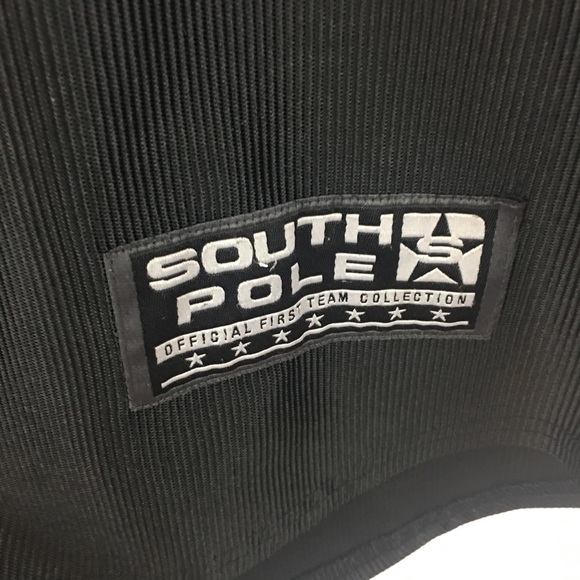 SOUTH
POLE
S
OFFICIAL FIRST TEAM COLLECTION